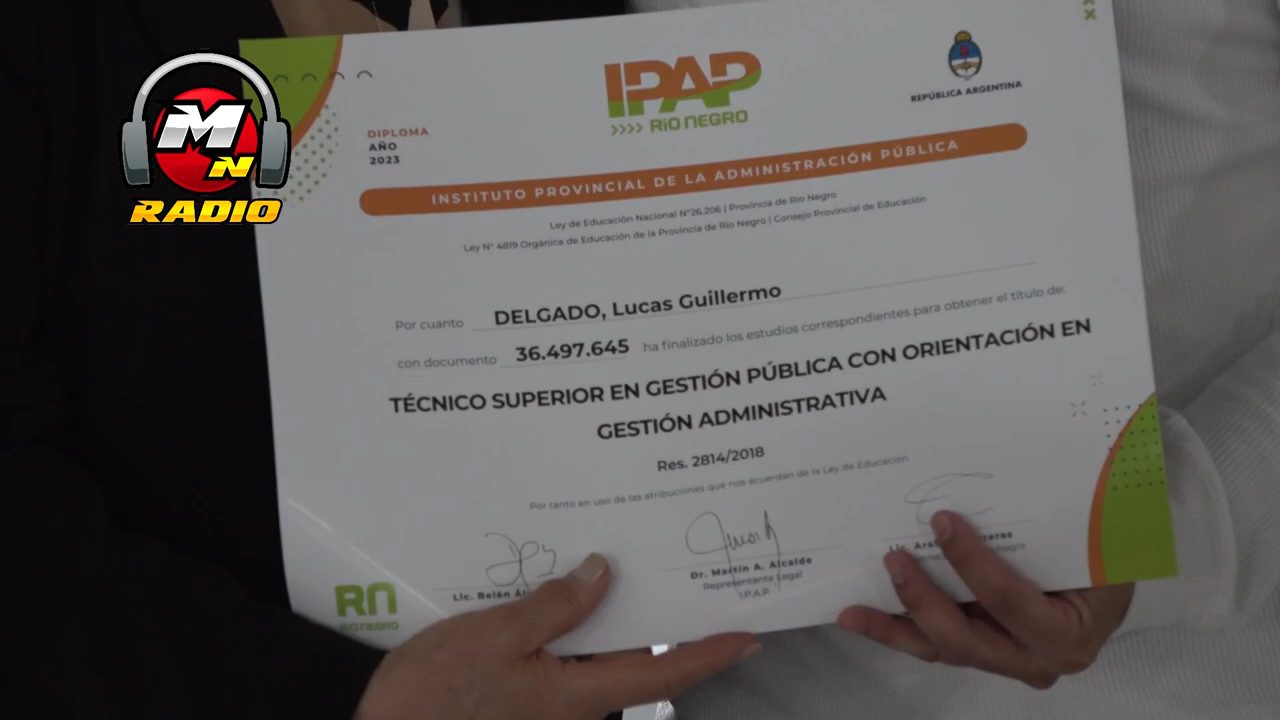 MN
RADIO
DIPLOMA
AÑO
2023
IPAP
>>>> RÍO NEGRO
REPÚBLICA ARGENTINA
INSTITUTO PROVINCIAL DE LA ADMINISTRACIÓN PÚBLICA
Ley de Educación Nacional N°26.206 | Provincia de Río Negro
Ley N° 4819 Orgánica de Educación de la Provincia de Río Negro | Consejo Provincial de Educación
Por cuanto DELGADO, Lucas Guillermo
con documento 36.497.645 ha finalizado los estudios correspondientes para obtener el título de:
TÉCNICO SUPERIOR EN GESTIÓN PÚBLICA CON ORIENTACIÓN EN
GESTIÓN ADMINISTRATIVA
Res. 2814/2018
Por tanto en uso de las atribuciones que nos acuerdan de la Ley de Educación
Lic. Belén
Dr. Martín A. Alcalde
Representante Legal
I.P.A.P.
Lic.
RN
RÍO NEGRO